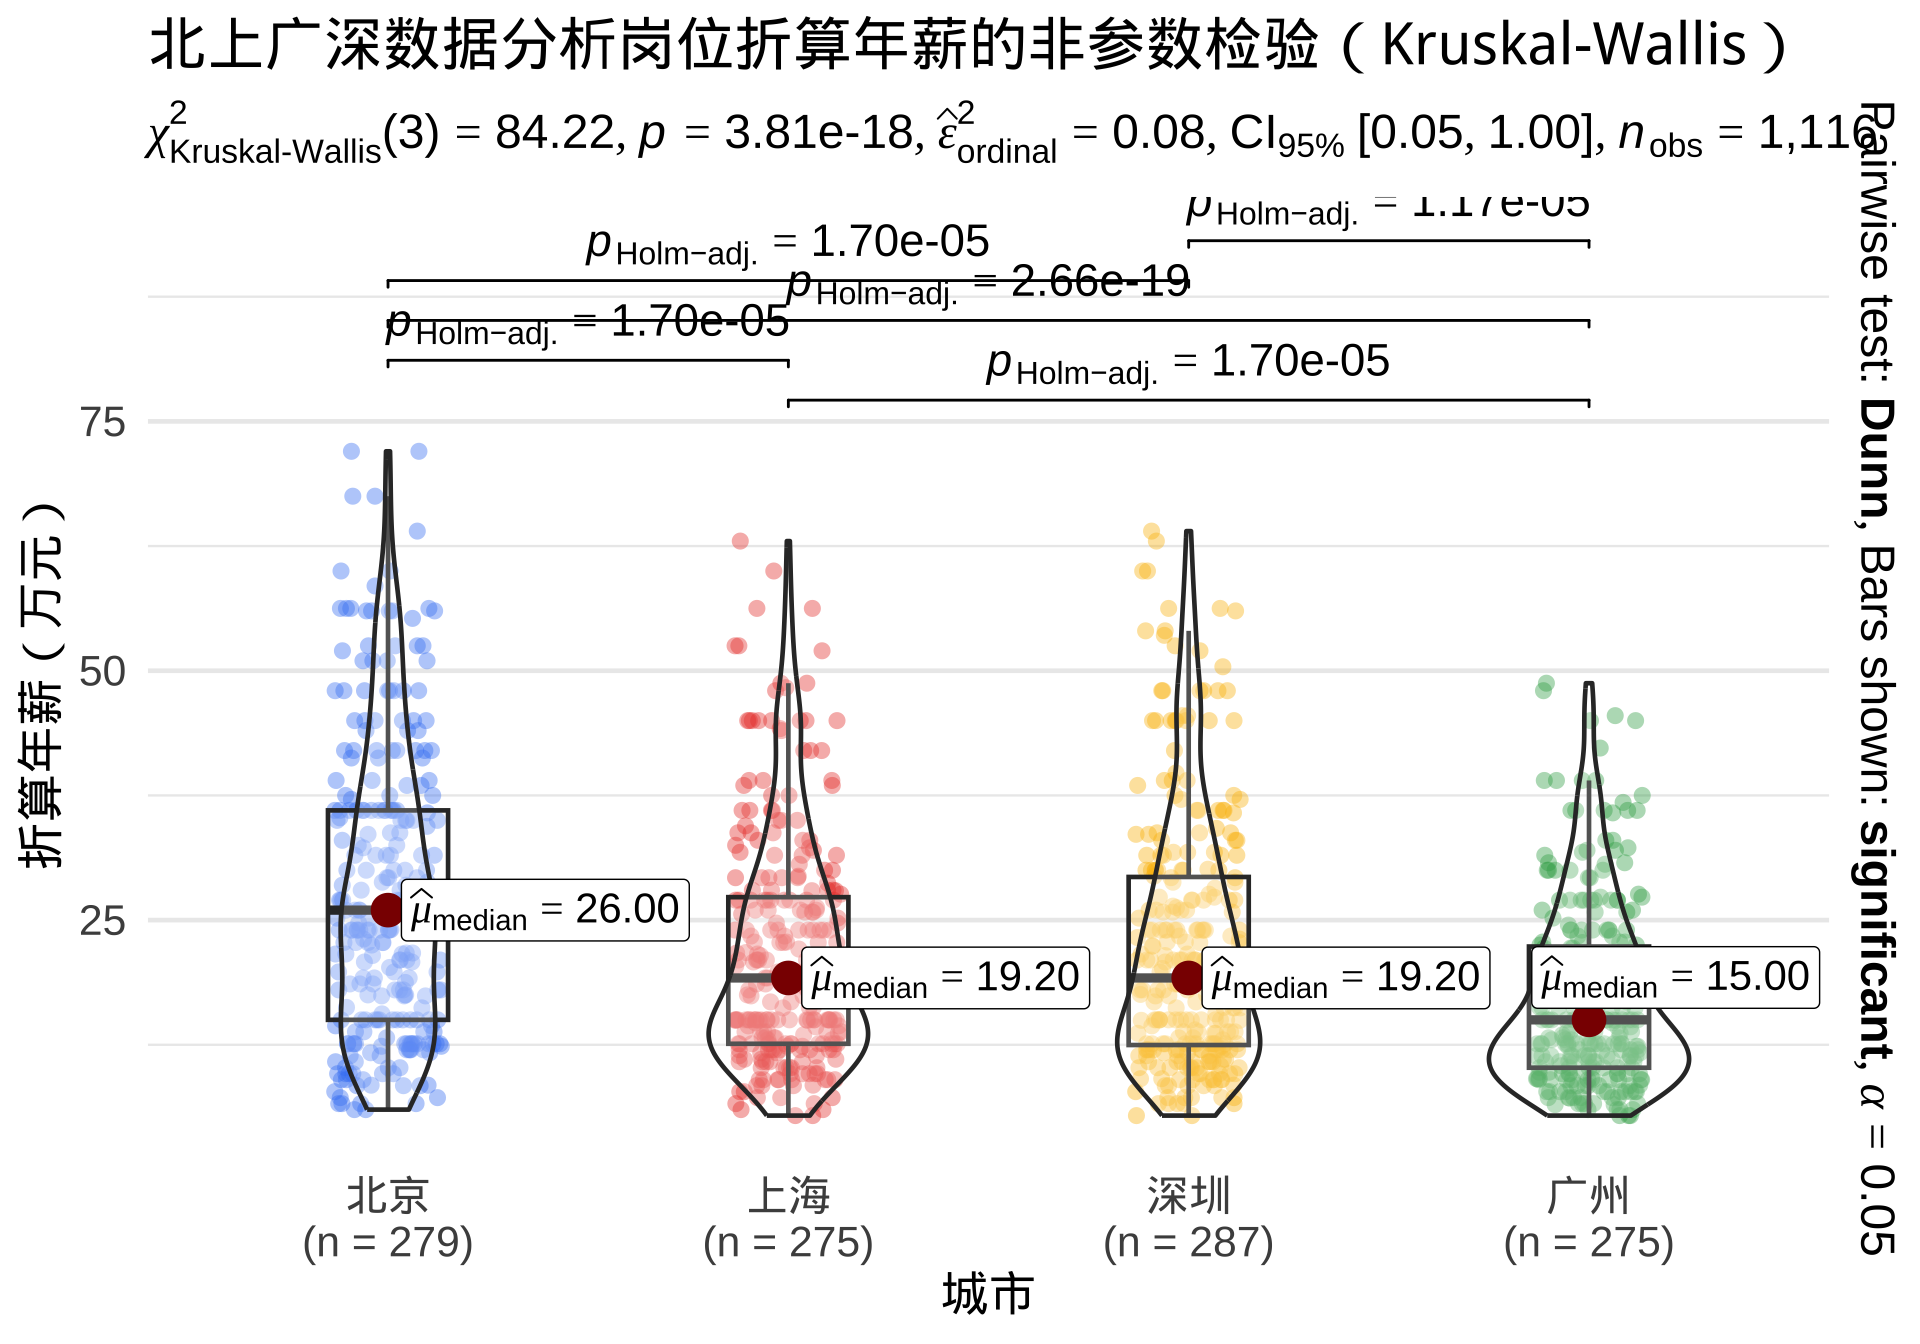 北上广深数据分析岗位折算年薪的非参数检验（Kruskal-Wallis）
χ²Kruskal-Wallis(3) = 84.22, p = 3.81e-18, ε̂²ordinal = 0.08, CI95% [0.05, 1.00], nobs = 1,116
pHolm−adj. = 1.17e-05
pHolm−adj. = 1.70e-05
pHolm−adj. = 2.66e-19
pHolm−adj. = 1.70e-05
pHolm−adj. = 1.70e-05
75
50
25
折算年薪（万元）
μ̂median = 26.00
μ̂median = 19.20
μ̂median = 19.20
μ̂median = 15.00
北京
(n = 279)
上海
(n = 275)
深圳
(n = 287)
广州
(n = 275)
城市
Pairwise test: Dunn, Bars shown: significant, α = 0.05